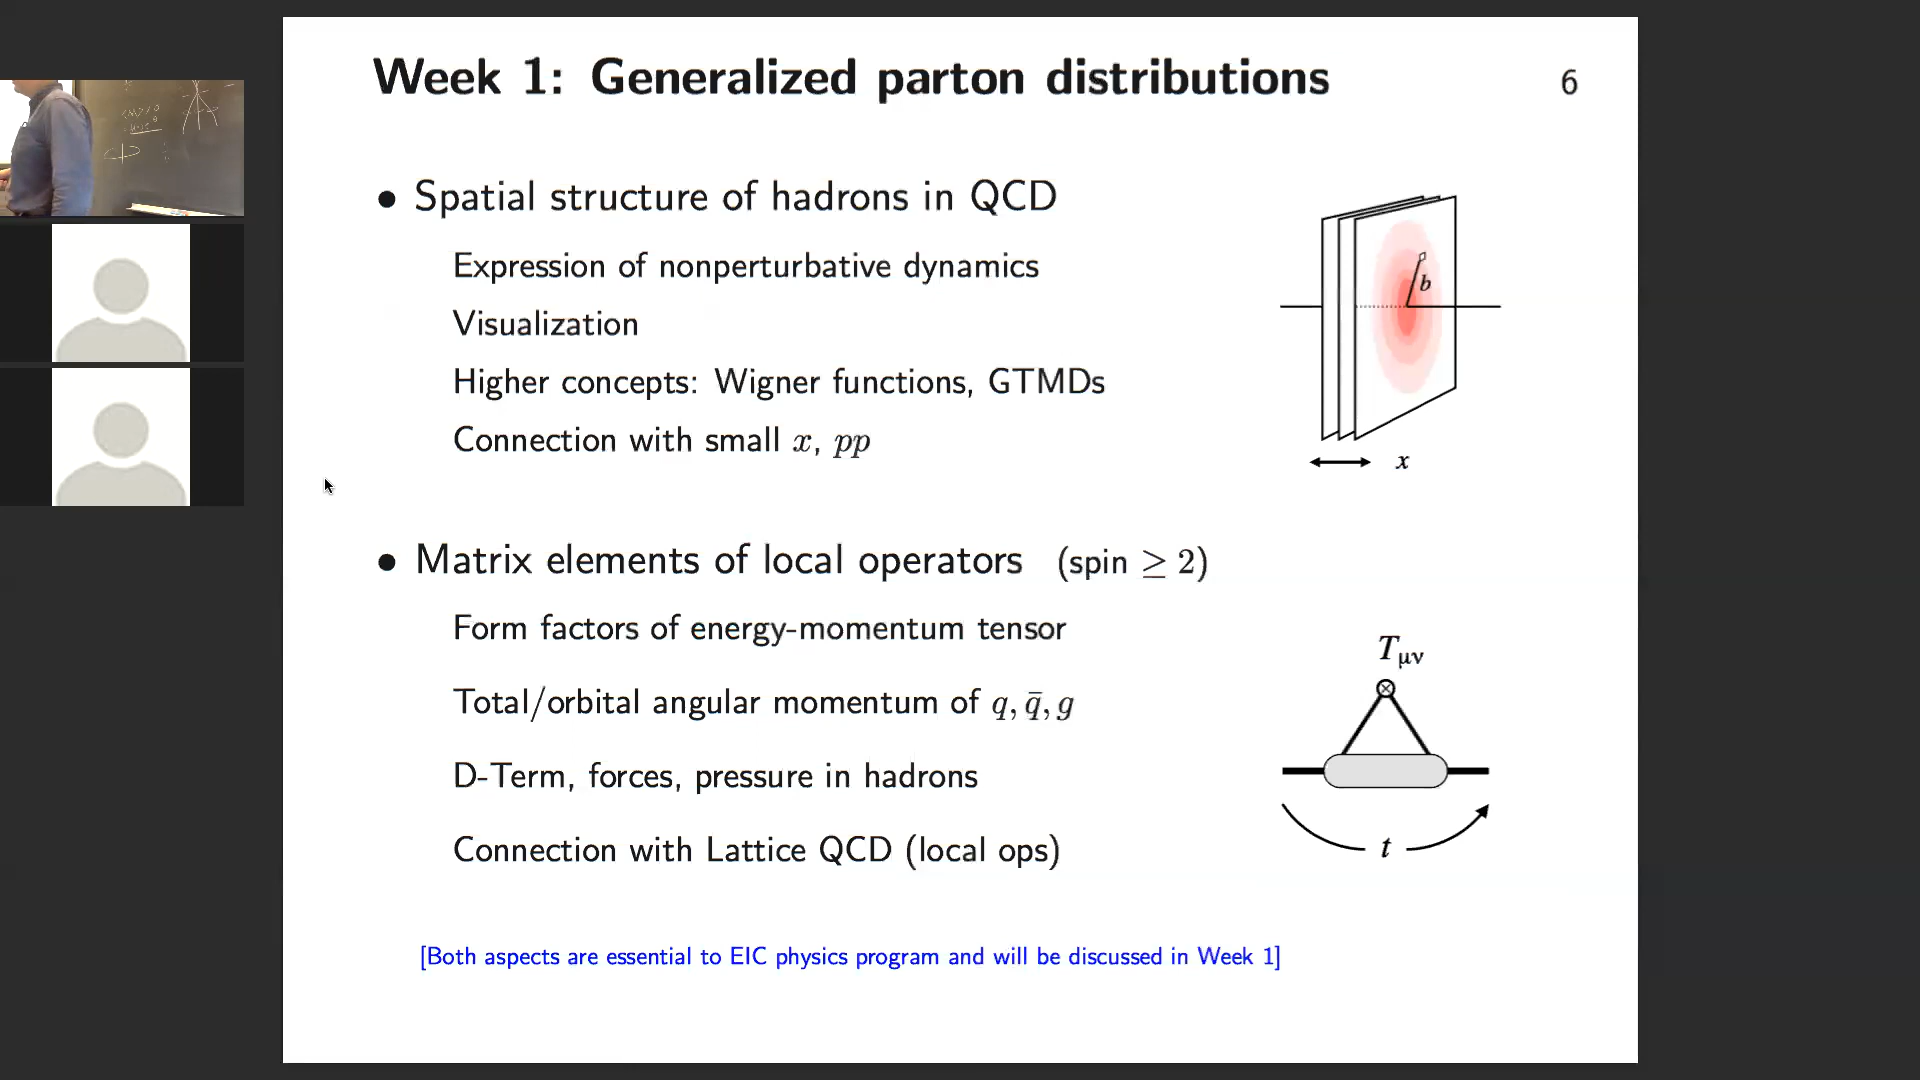 Week 1: Generalized parton distributions
6
• Spatial structure of hadrons in QCD
Expression of nonperturbative dynamics
Visualization
Higher concepts: Wigner functions, GTMDs
Connection with small x, pp
b
x
• Matrix elements of local operators (spin ≥ 2)
Form factors of energy-momentum tensor
Total/orbital angular momentum of q, q̄, g
D-Term, forces, pressure in hadrons
Connection with Lattice QCD (local ops)
Tμν
t
[Both aspects are essential to EIC physics program and will be discussed in Week 1]